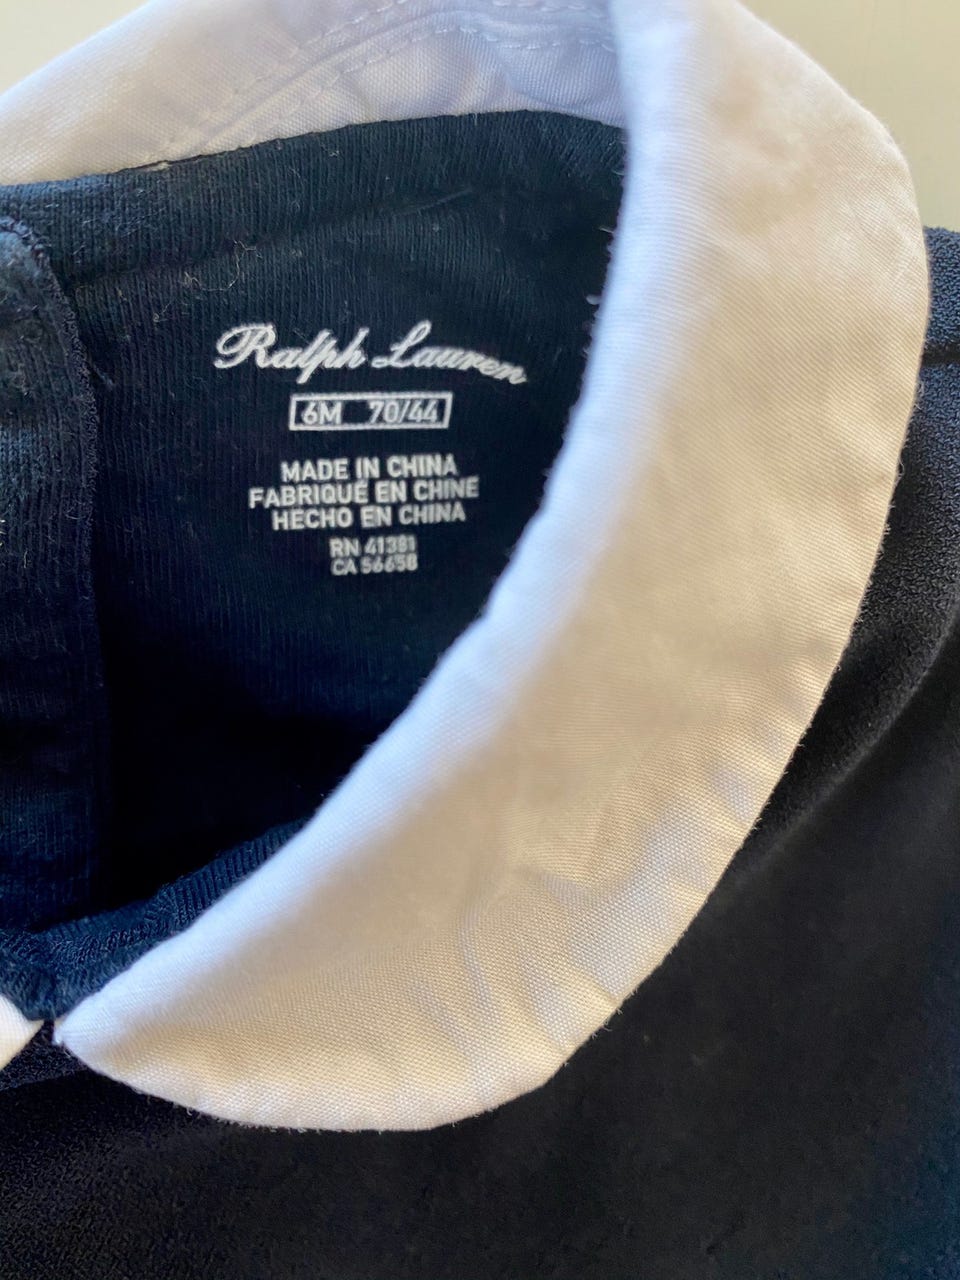 Ralph Lauren
6M 70/44
MADE IN CHINA
FABRIQUÉ EN CHINE
HECHO EN CHINA
RN 41381
CA 56658